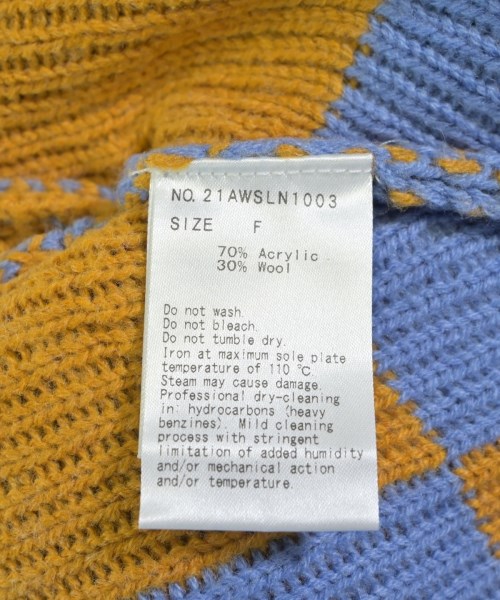 NO. 21AWSLN1003
SIZE F
70% Acrylic
30% Wool
Do not wash.
Do not bleach.
Do not tumble dry.
Iron at maximum sole plate
temperature of 110 ℃.
Steam may cause damage.
Professional dry-cleaning
in: hydrocarbons (heavy
benzines). Mild cleaning
process with stringent
limitation of added humidity
and/or mechanical action
and/or temperature.